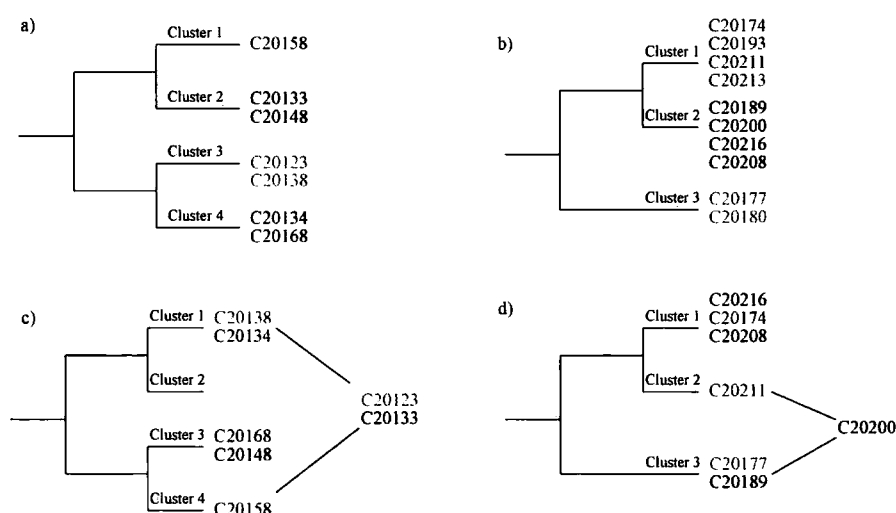 a)
Cluster 1
C20158
Cluster 2
C20133
C20148
Cluster 3
C20123
C20138
Cluster 4
C20134
C20168
b)
C20174
C20193
Cluster 1
C20211
C20213
C20189
Cluster 2
C20200
C20216
C20208
Cluster 3
C20177
C20180
c)
Cluster 1
C20138
C20134
Cluster 2
C20123
C20133
Cluster 3
C20168
C20148
Cluster 4
C20158
d)
C20216
Cluster 1
C20174
C20208
Cluster 2
C20211
C20200
Cluster 3
C20177
C20189